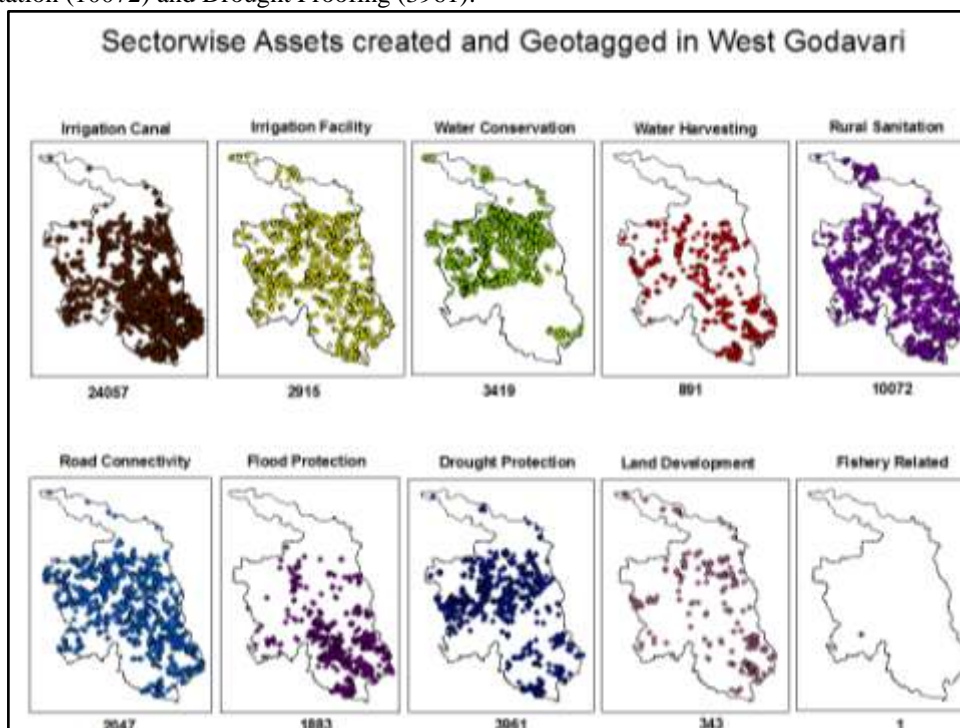 (10072) and Drought Proofing (3961).
Sectorwise Assets created and Geotagged in West Godavari
Irrigation Canal Irrigation Facility Water Conservation Water Harvesting Rural Sanitation
24057 2915 3419 891 10072
Road Connectivity Flood Protection Drought Protection Land Development Fishery Related
1883 3961 343